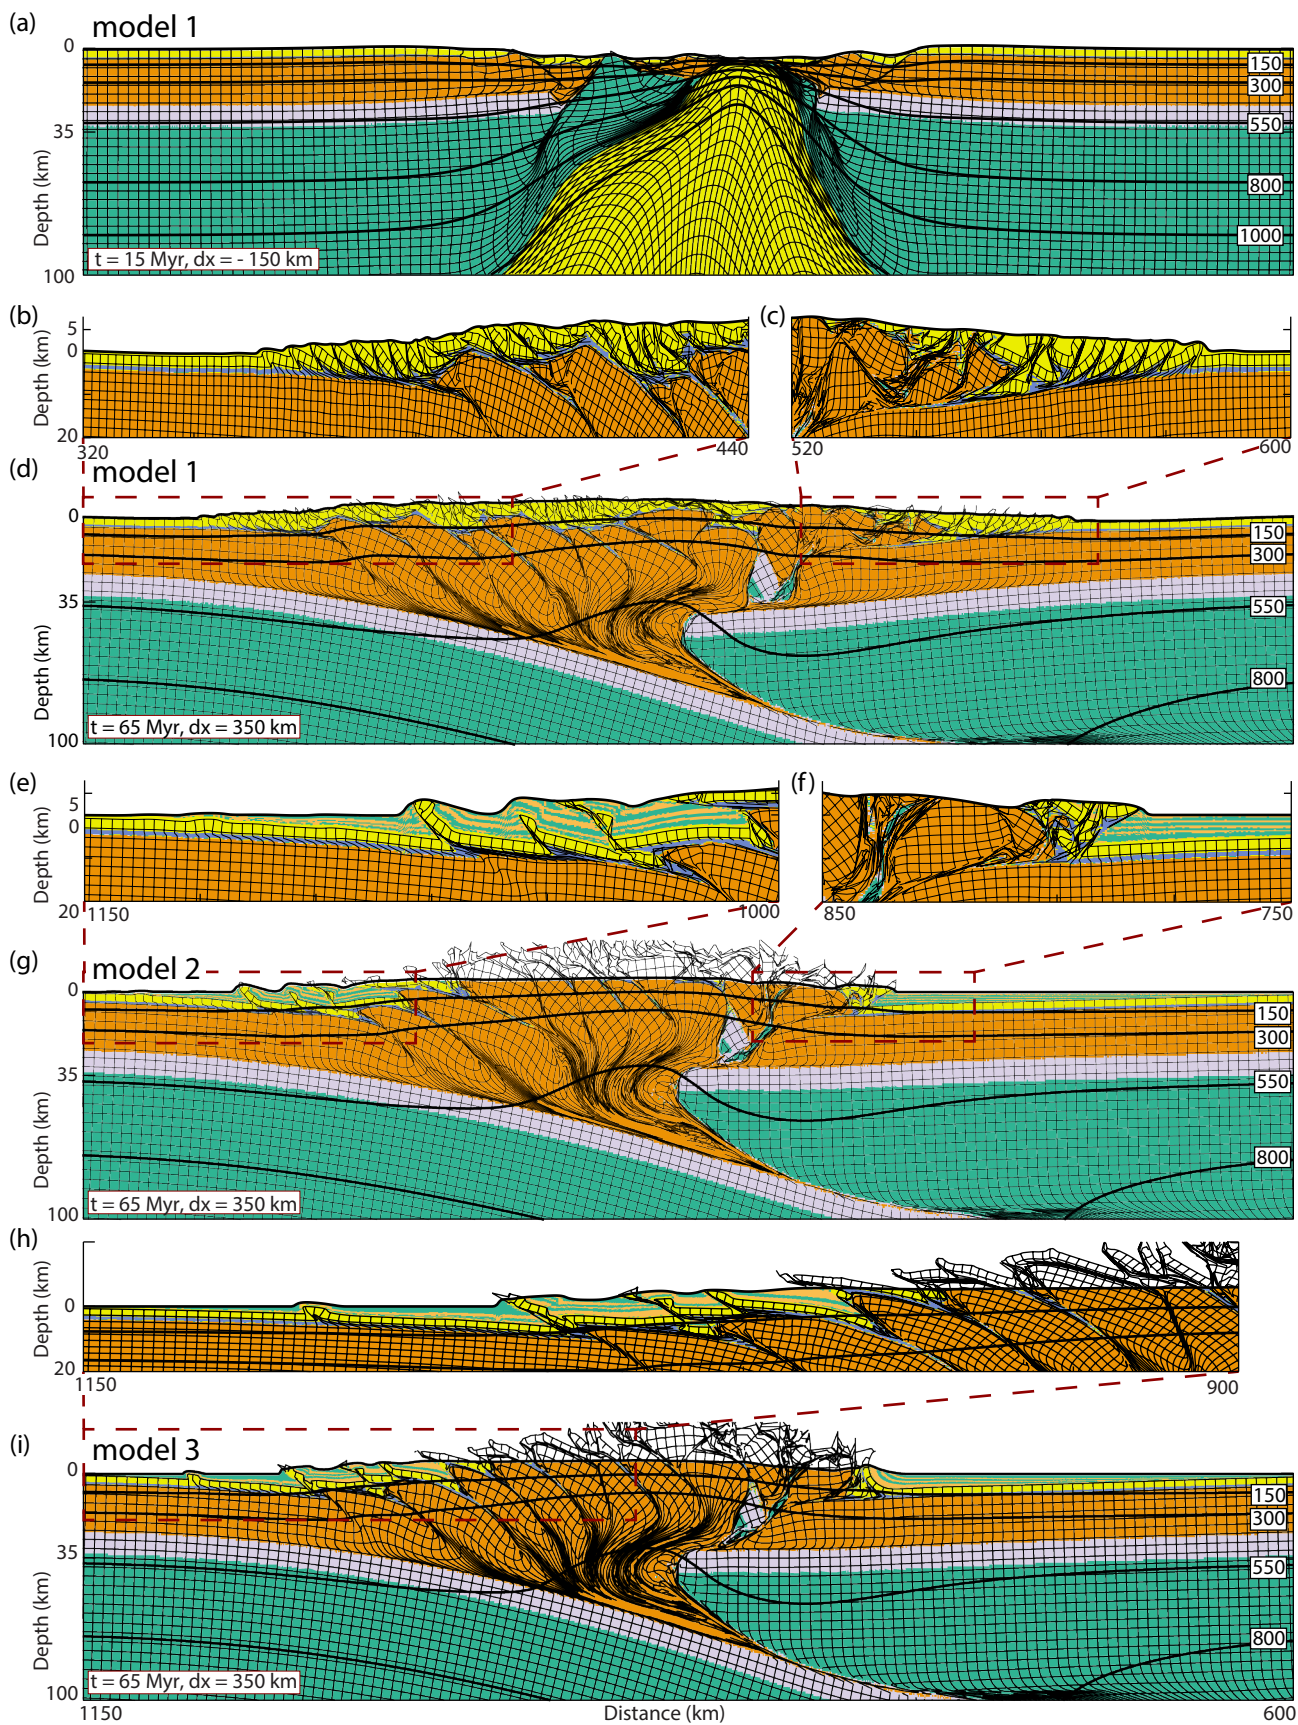 (a) model 1
0
35
100
Depth (km)
150
300
550
800
1000
t = 15 Myr, dx = - 150 km
(b)
(c)
5
0
20
Depth (km)
320
440
520
600
(d) model 1
0
35
100
Depth (km)
Depth (km)
150
300
550
800
t = 65 Myr, dx = 350 km
(e)
(f)
5
0
20
Depth (km)
1150
1000
850
750
(g) model 2
0
35
100
Depth (km)
150
300
550
800
t = 65 Myr, dx = 350 km
(h)
0
20
Depth (km)
1150
900
(i) model 3
0
35
100
Depth (km)
150
300
550
800
t = 65 Myr, dx = 350 km
1150
Distance (km)
600